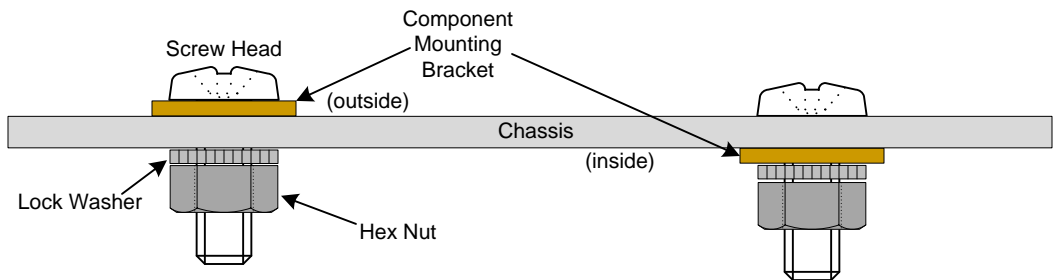 Component
Mounting
Bracket
Screw Head
(outside)
Chassis
(inside)
Lock Washer
Hex Nut